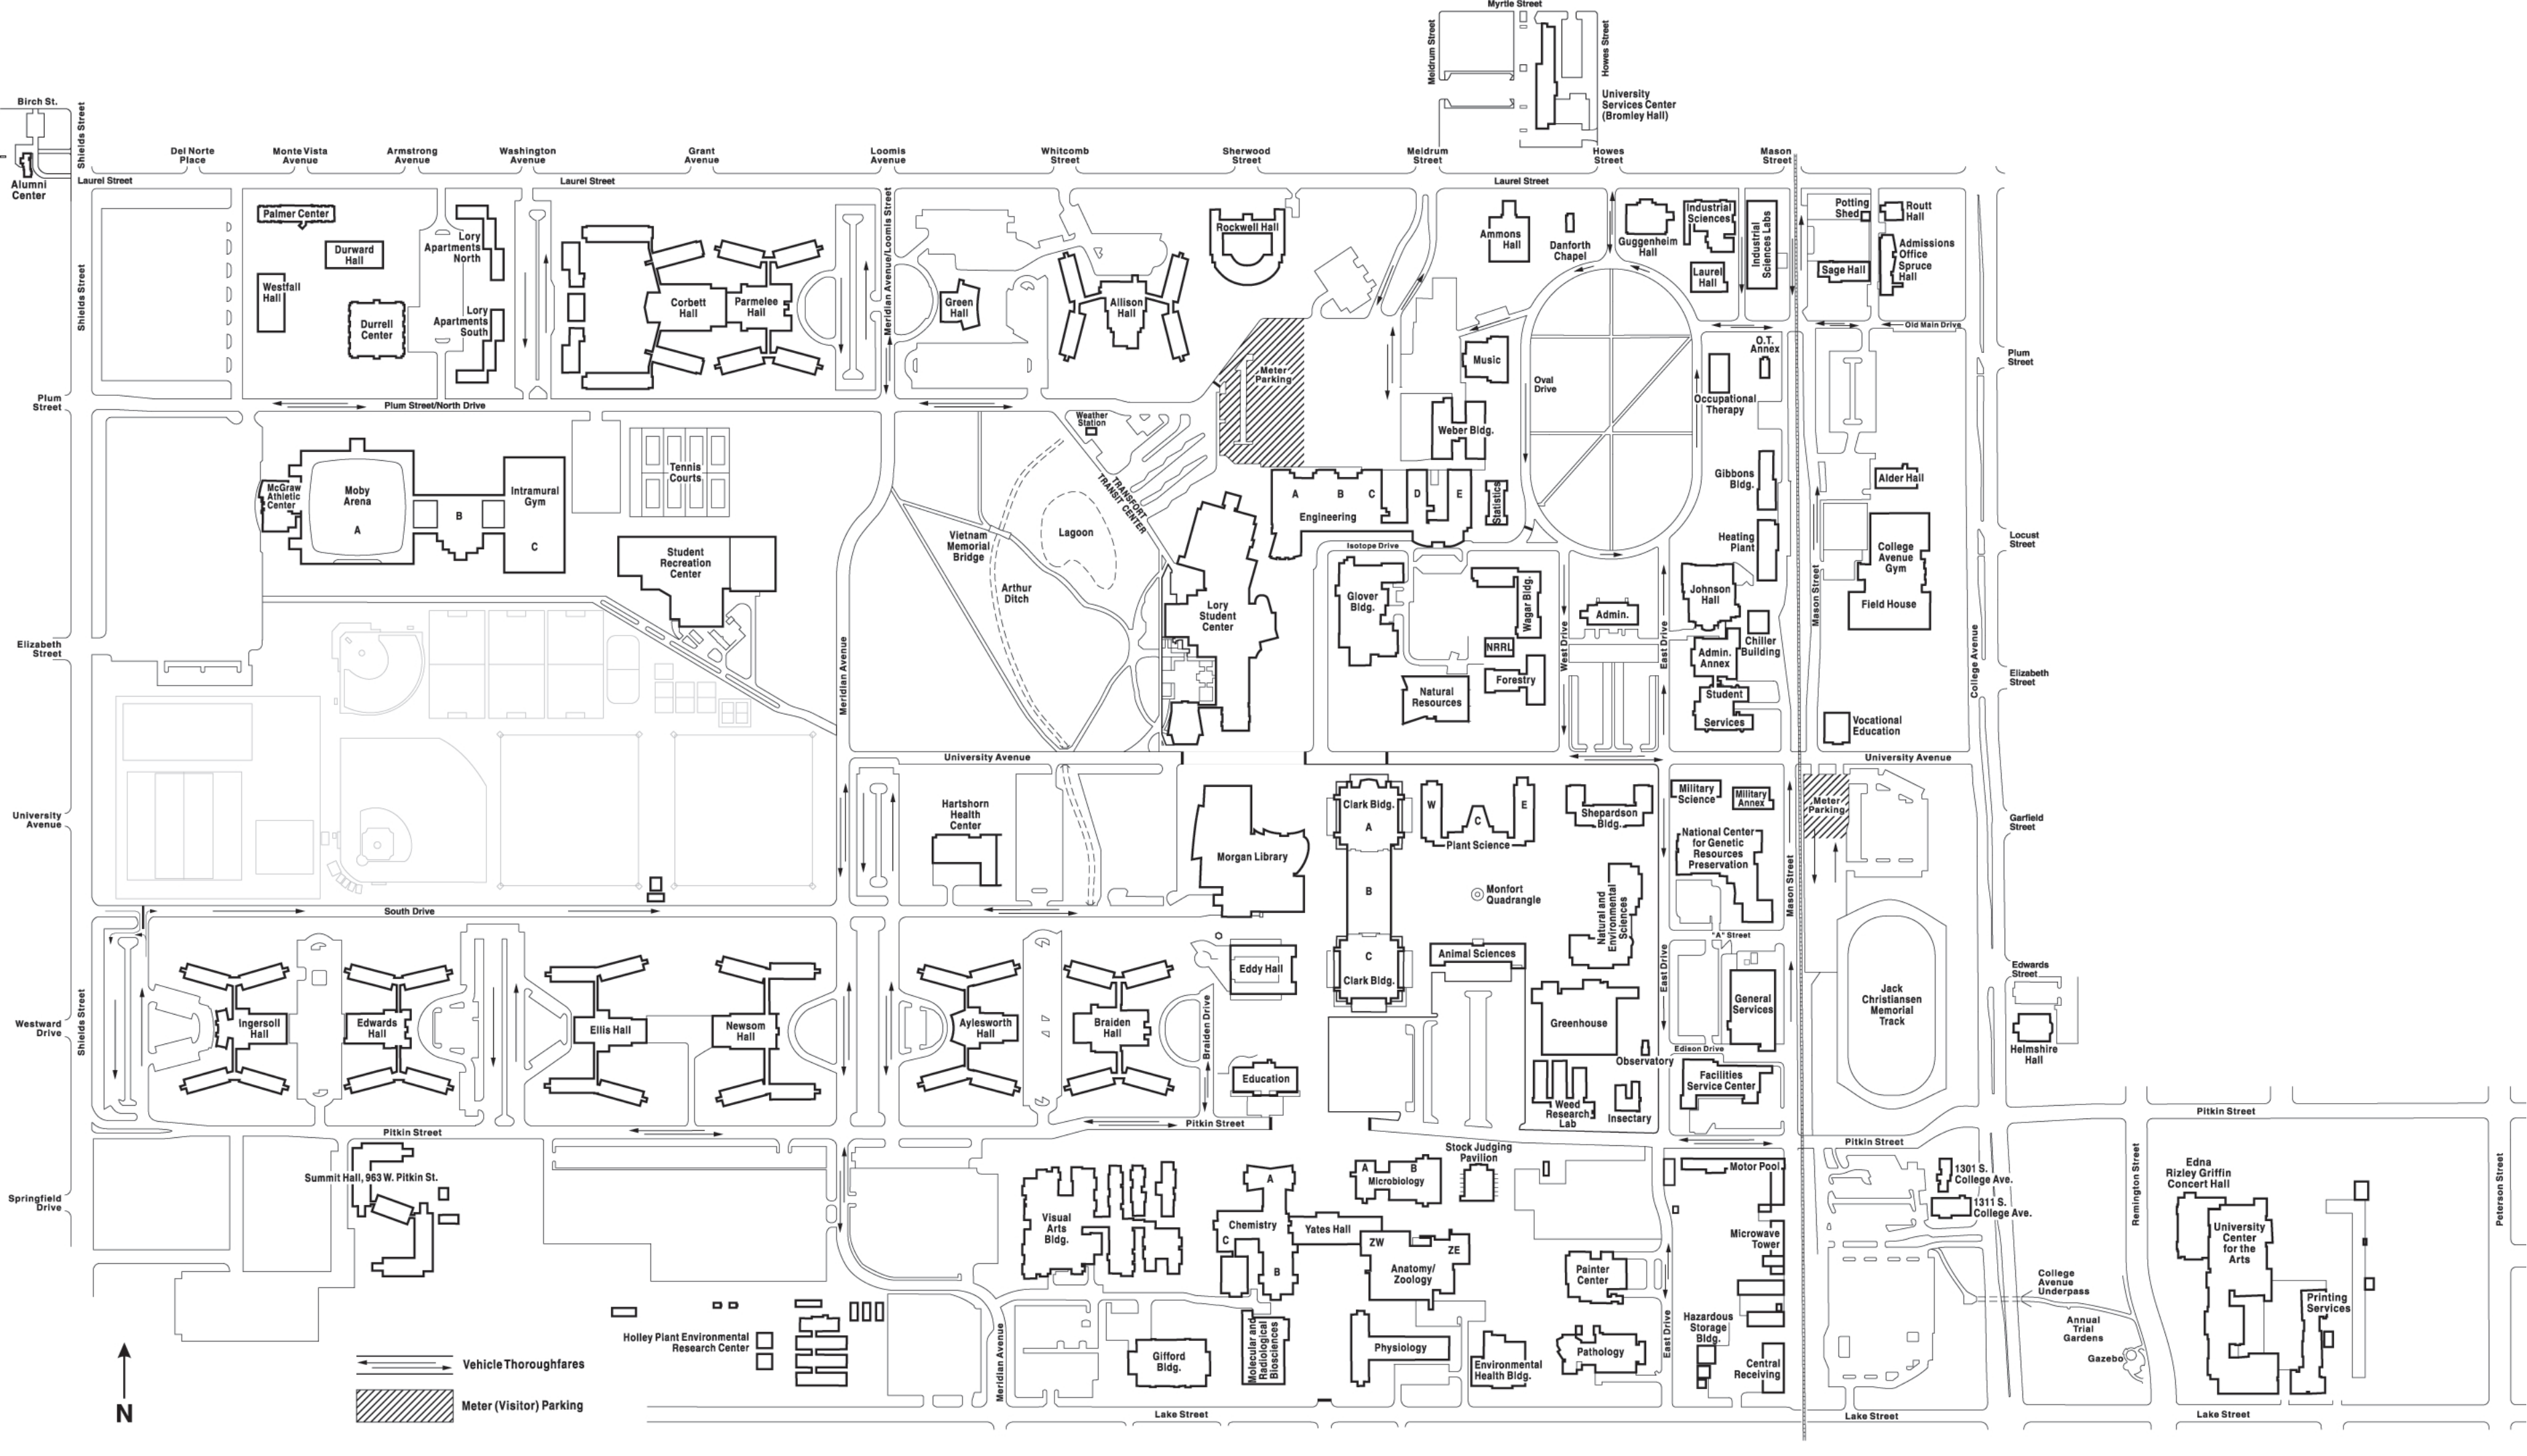 Myrtle Street
Meldrum Street
Howes Street
University
Services Center
(Bromley Hall)
Birch St.
Shields Street
Alumni
Center
Del Norte
Place
Monte Vista
Avenue
Armstrong
Avenue
Washington
Avenue
Grant
Avenue
Loomis
Avenue
Whitcomb
Street
Sherwood
Street
Meldrum
Street
Howes
Street
Mason
Street
Laurel Street
Laurel Street
Laurel Street
Shields Street
Palmer Center
Durward
Hall
Westfall
Hall
Durrell
Center
Lory
Apartments
North
Lory
Apartments
South
Corbett
Hall
Parmelee
Hall
Meridian Avenue/Loomis Street
Green
Hall
Allison
Hall
Rockwell Hall
Meter
Parking
Ammons
Hall
Danforth
Chapel
Guggenheim
Hall
Industrial
Sciences
Industrial
Sciences Labs
Laurel
Hall
Potting
Shed
Routt
Hall
Sage Hall
Admissions
Office
Spruce
Hall
Old Main Drive
Music
Oval
Drive
O.T.
Annex
Occupational
Therapy
Plum
Street
Plum
Street
Plum Street/North Drive
Weather
Station
Weber Bldg.
McGraw
Athletic
Center
Moby
Arena
A
B
Intramural
Gym
C
Tennis
Courts
Student
Recreation
Center
TRANSFORT
TRANSIT CENTER
Vietnam
Memorial
Bridge
Lagoon
Arthur
Ditch
A
B
C
D
E
Engineering
Statistics
Gibbons
Bldg.
Alder Hall
Heating
Plant
College
Avenue
Gym
Field House
Locust
Street
Isotope Drive
Glover
Bldg.
Wagar Bldg.
NRRL
Forestry
Natural
Resources
Lory
Student
Center
West Drive
Admin.
East Drive
Johnson
Hall
Chiller
Building
Admin.
Annex
Student
Services
Mason Street
College Avenue
Elizabeth
Street
Elizabeth
Street
Meridian Avenue
Vocational
Education
University Avenue
University Avenue
University
Avenue
Hartshorn
Health
Center
Morgan Library
Clark Bldg.
A
B
C
Clark Bldg.
W
C
E
Plant Science
Shepardson
Bldg.
Military
Science
Military
Annex
Meter
Parking
Garfield
Street
National Center
for Genetic
Resources
Preservation
Monfort
Quadrangle
Natural and
Environmental
Sciences
Mason Street
South Drive
"A" Street
Eddy Hall
Animal Sciences
East Drive
Edwards
Street
Shields Street
Westward
Drive
Ingersoll
Hall
Edwards
Hall
Ellis Hall
Newsom
Hall
Aylesworth
Hall
Braiden
Hall
Braiden Drive
Greenhouse
General
Services
Jack
Christiansen
Memorial
Track
Helmshire
Hall
Observatory
Edison Drive
Education
Facilities
Service Center
Weed
Research
Lab
Insectary
Pitkin Street
Pitkin Street
Pitkin Street
Pitkin Street
Springfield
Drive
Summit Hall, 963 W. Pitkin St.
Visual
Arts
Bldg.
A
Chemistry
C
B
Yates Hall
A
B
Microbiology
Stock Judging
Pavilion
ZW
ZE
Anatomy/
Zoology
Painter
Center
Motor Pool
Microwave
Tower
1301 S.
College Ave.
1311 S.
College Ave.
Remington Street
Edna
Rizley Griffin
Concert Hall
University
Center
for the
Arts
Peterson Street
College
Avenue
Underpass
Annual
Trial
Gardens
Gazebo
Printing
Services
Holley Plant Environmental
Research Center
Meridian Avenue
Gifford
Bldg.
Molecular and
Radiological
Biosciences
Physiology
Environmental
Health Bldg.
Pathology
East Drive
Hazardous
Storage
Bldg.
Central
Receiving
Vehicle Thoroughfares
Meter (Visitor) Parking
N
Lake Street
Lake Street
Lake Street